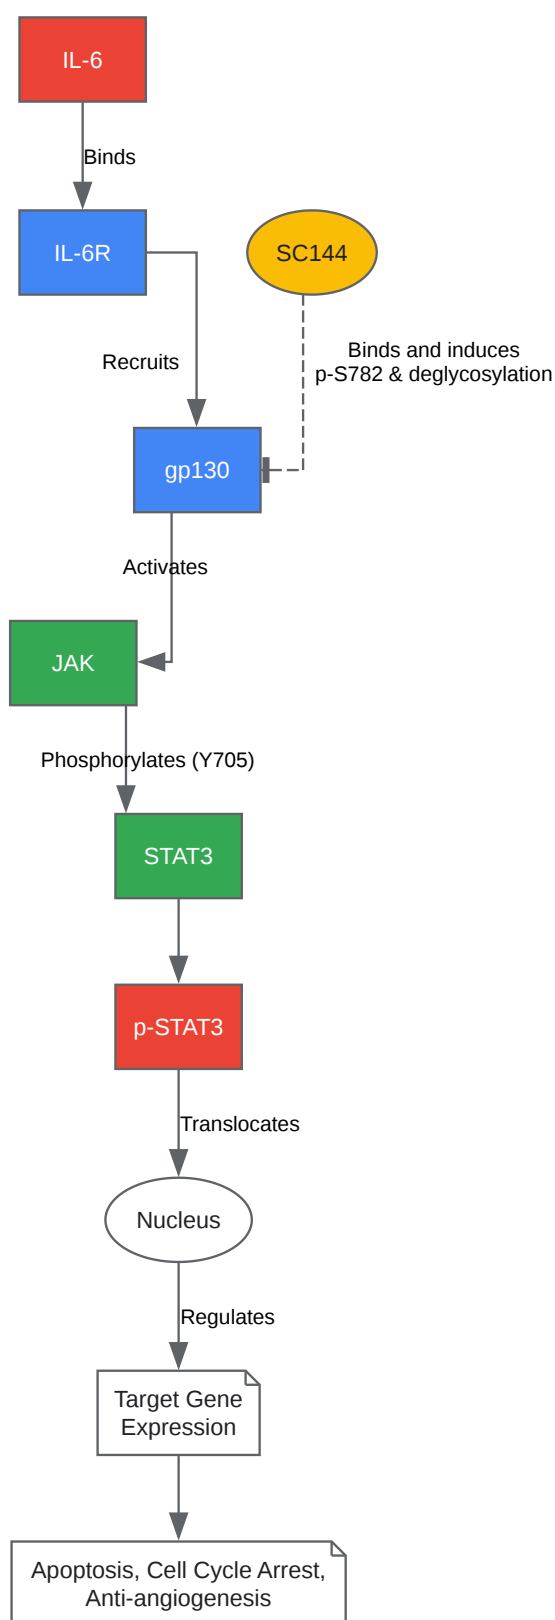 IL-6
Binds
IL-6R
SC144
Binds and induces
p-S782 & deglycosylation
Recruits
gp130
Activates
JAK
Phosphorylates (Y705)
STAT3
p-STAT3
Translocates
Nucleus
Regulates
Target Gene
Expression
Apoptosis, Cell Cycle Arrest,
Anti-angiogenesis